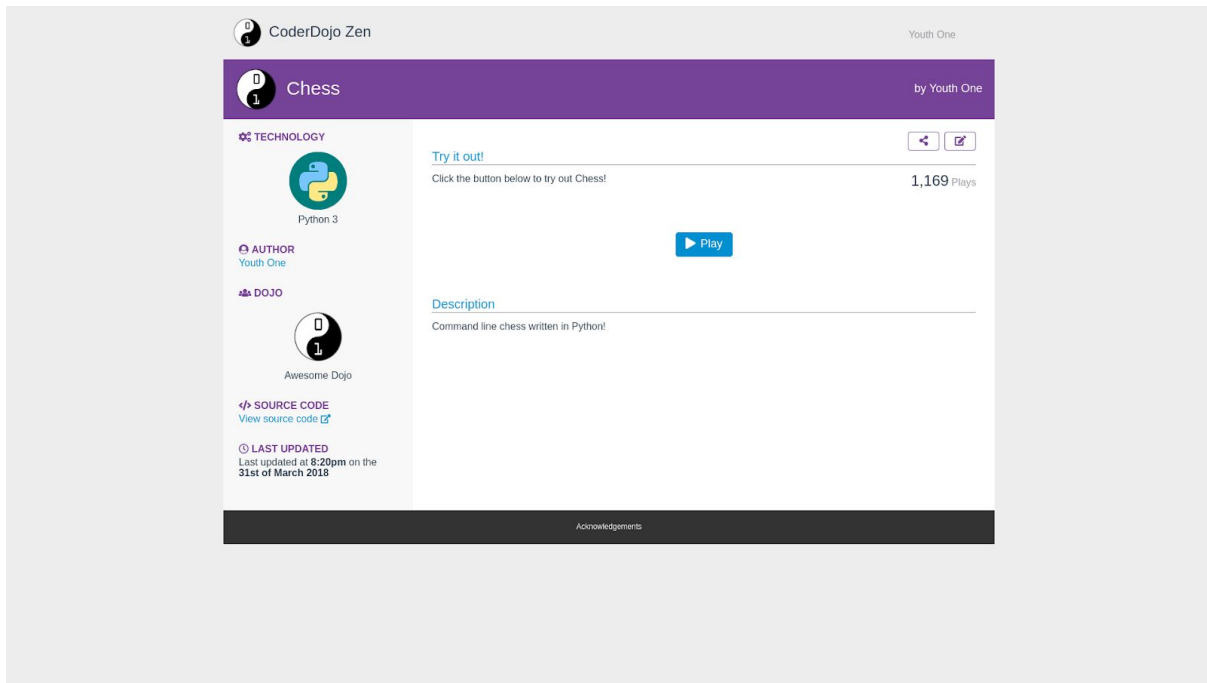 CoderDojo Zen
Youth One
Chess
by Youth One
TECHNOLOGY
Python 3
AUTHOR
Youth One
DOJO
Awesome Dojo
SOURCE CODE
View source code
LAST UPDATED
Last updated at 8:20pm on the
31st of March 2018
Try it out!
Click the button below to try out Chess!
1,169 Plays
Play
Description
Command line chess written in Python!
Acknowledgements